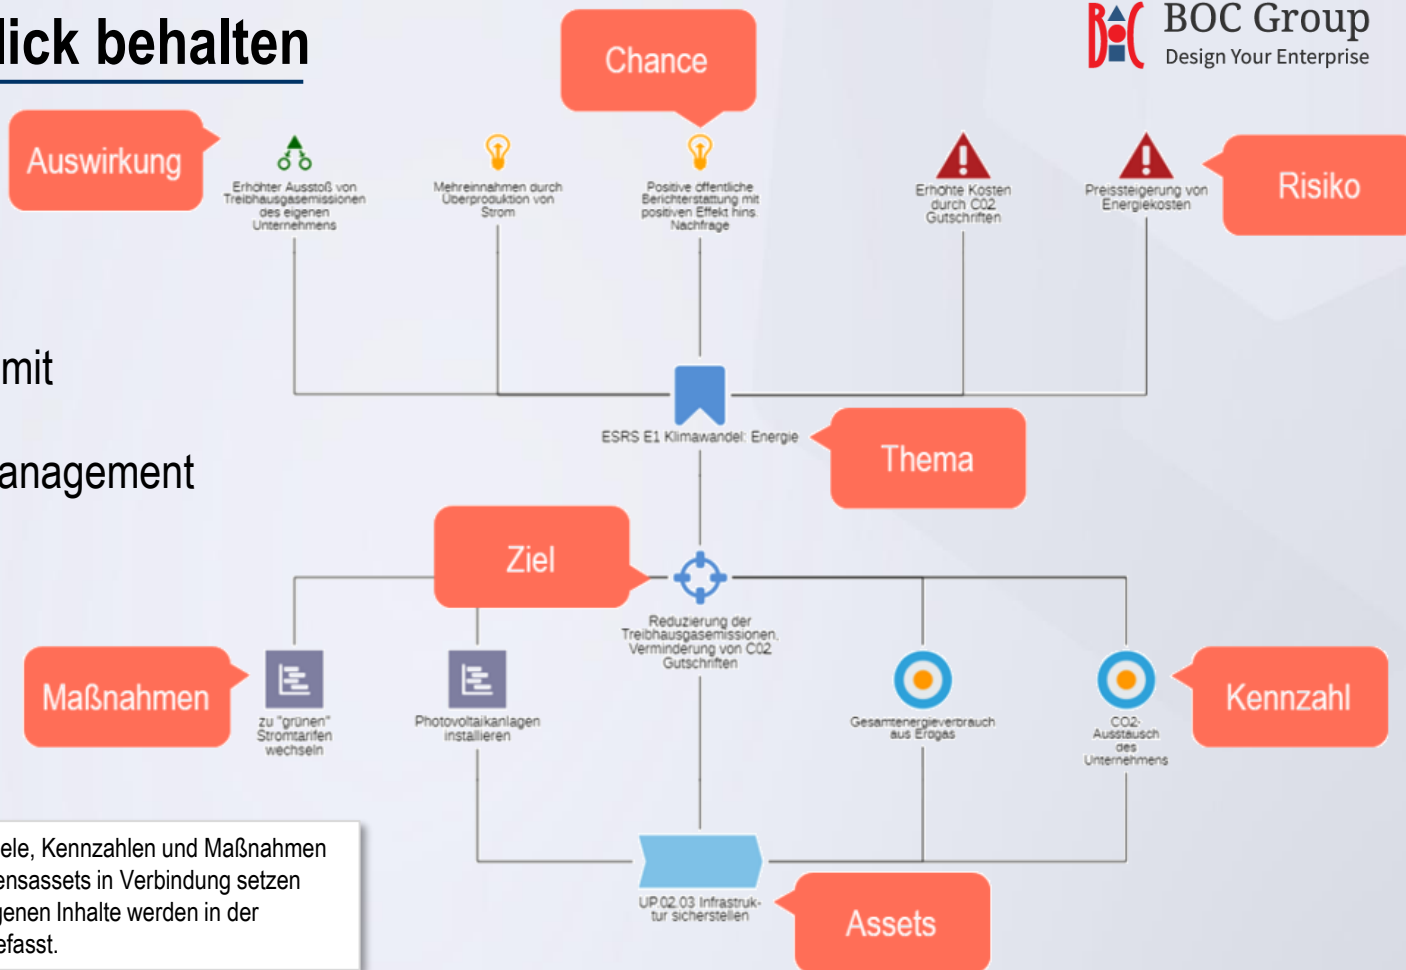 lick behalten
BOC Group
Design Your Enterprise
Chance
Auswirkung
Risiko
Erhöhter Ausstoß von
Treibhausgasemissionen
des eigenen
Unternehmens
Mehreinnahmen durch
Überproduktion von
Strom
Positive öffentliche
Berichterstattung mit
positiven Effekt hins.
Nachfrage
Erhöhte Kosten
durch C02
Gutschriften
Preissteigerung von
Energiekosten
mit
anagement
ESRS E1 Klimawandel: Energie
Thema
Ziel
Reduzierung der
Treibhausgasemissionen,
Verminderung von C02
Gutschriften
Maßnahmen
zu "grünen"
Stromtarifen
wechseln
Photovoltaikanlagen
installieren
Gesamtenergieverbrauch
aus Erdgas
CO2-
Ausstausch
des
Unternehmens
Kennzahl
ele, Kennzahlen und Maßnahmen
ensassets in Verbindung setzen
genen Inhalte werden in der
efasst.
UP.02.03 Infrastruk-
tur sicherstellen
Assets